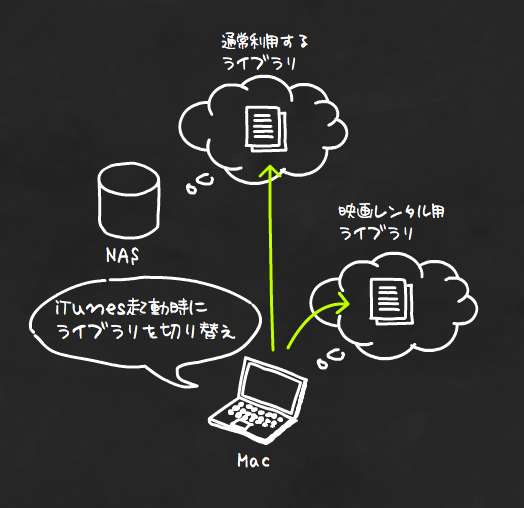 通常利用する
ライブラリ
NAS
映画レンタル用
ライブラリ
iTunes起動時に
ライブラリを切り替え
Mac